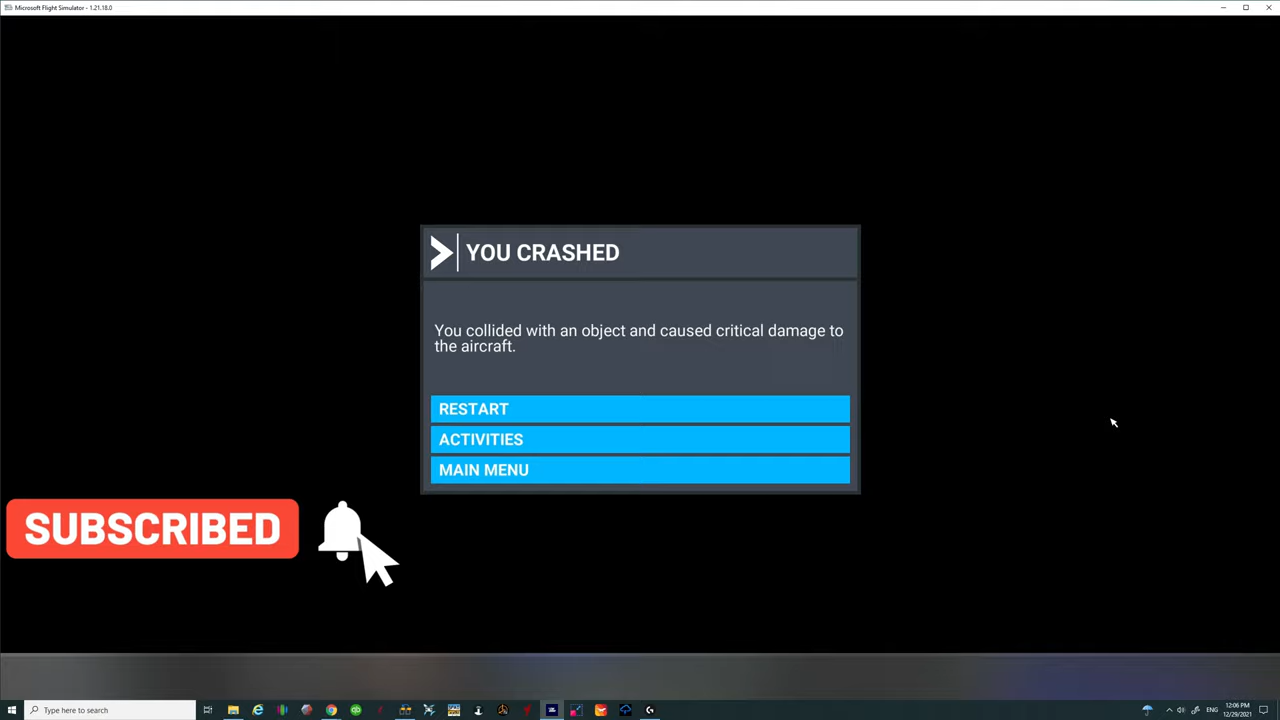 Microsoft Flight Simulator - 1.21.18.0
YOU CRASHED
You collided with an object and caused critical damage to
the aircraft.
RESTART
ACTIVITIES
MAIN MENU
SUBSCRIBED
Type here to search
ENG
12:06 PM
12/29/2021